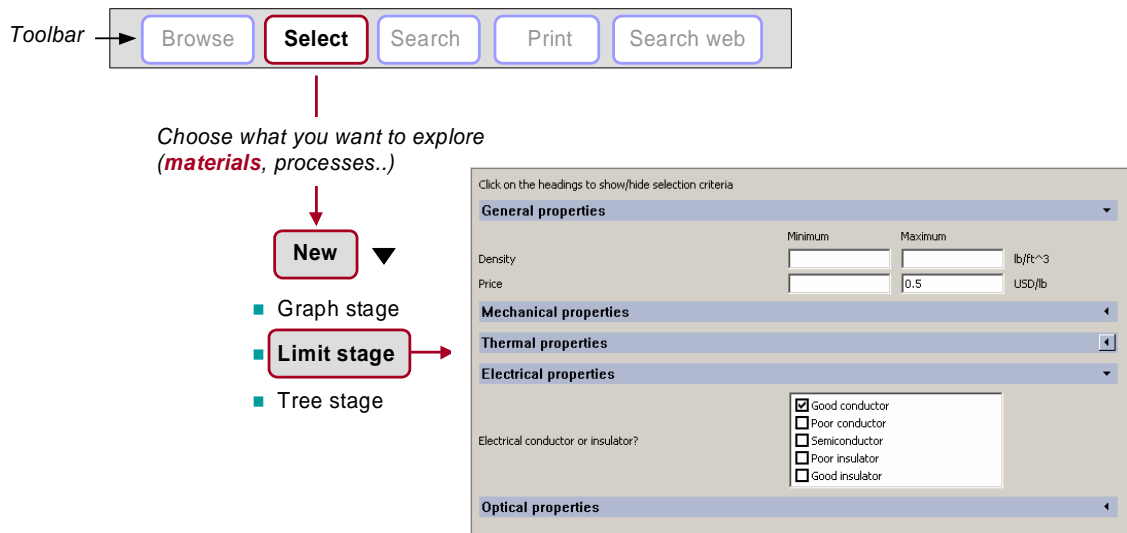 Toolbar
Browse Select Search Print Search web
Choose what you want to explore
(materials, processes..)
New
Graph stage
Limit stage
Tree stage
Click on the headings to show/hide selection criteria
General properties
Minimum Maximum
Density lb/ft^3
Price 0.5 USD/lb
Mechanical properties
Thermal properties
Electrical properties
Electrical conductor or insulator?
Good conductor
Poor conductor
Semiconductor
Poor insulator
Good insulator
Optical properties